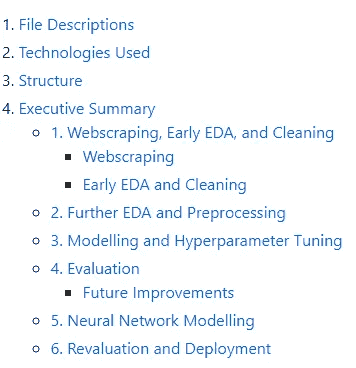 1. File Descriptions
2. Technologies Used
3. Structure
4. Executive Summary
1. Webscraping, Early EDA, and Cleaning
Webscraping
Early EDA and Cleaning
2. Further EDA and Preprocessing
3. Modelling and Hyperparameter Tuning
4. Evaluation
Future Improvements
5. Neural Network Modelling
6. Revaluation and Deployment